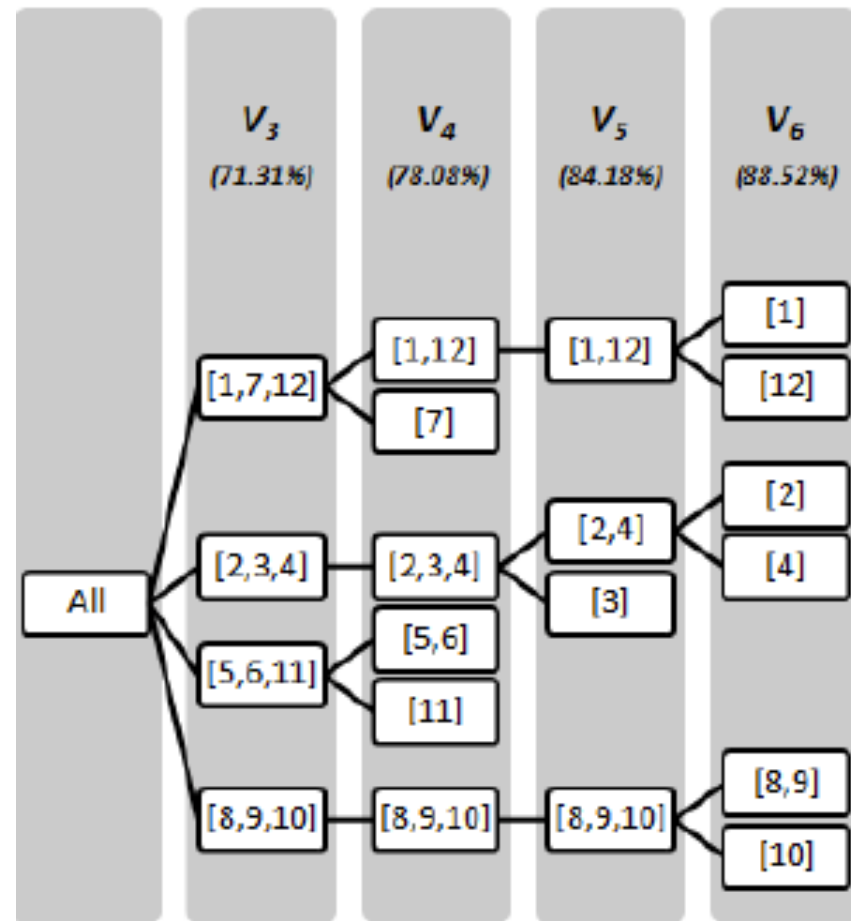 V3 V4 V5 V6
(71.31%) (78.08%) (84.18%) (88.52%)
[1]
[1,12] [1,12]
[1,7,12] [12]
[7]
[2]
[2,4]
[2,3,4] [2,3,4] [4]
All [3]
[5,6]
[5,6,11]
[11]
[8,9]
[8,9,10] [8,9,10] [8,9,10]
[10]